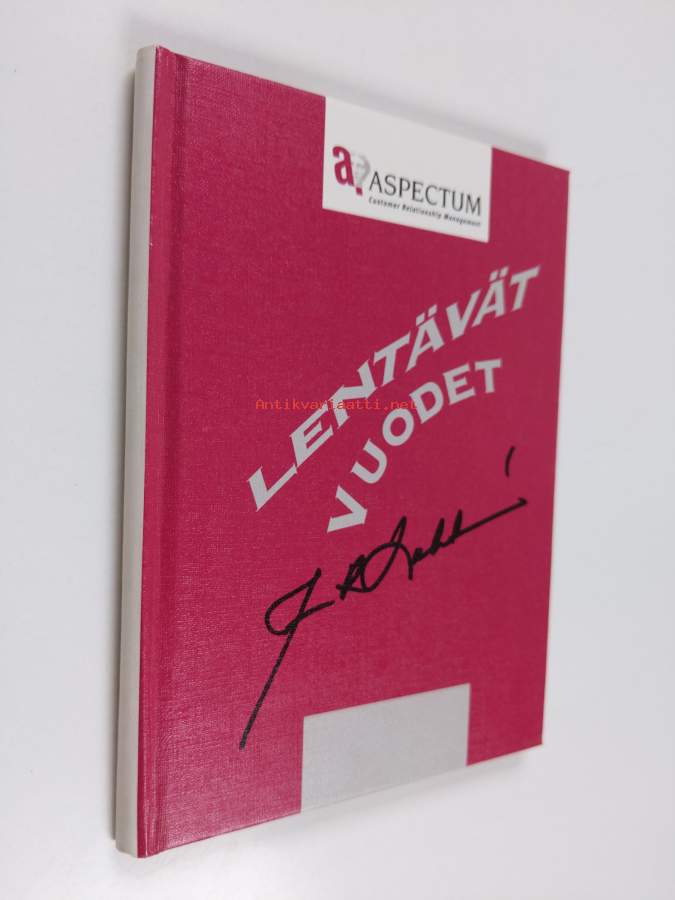 a.
ASPECTUM
Customer Relationship Management
LENTÄVÄT
VUODET
Antikvariaatti.net